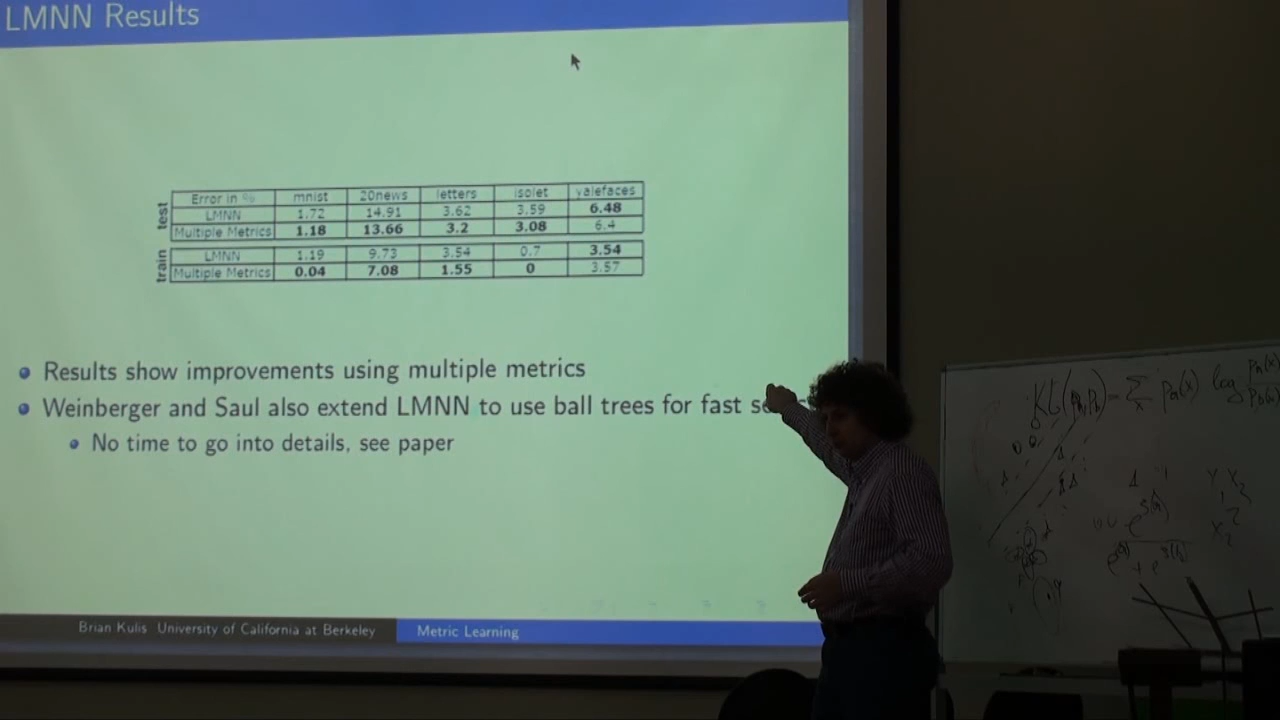 LMNN Results
test
Error in % mnist 20news letters isolet yalefaces
LMNN 1.72 14.91 3.62 3.59 6.48
Multiple Metrics 1.18 13.66 3.2 3.08 6.4
train
LMNN 1.19 9.73 3.54 0.7 3.54
Multiple Metrics 0.04 7.08 1.55 0 3.57
Results show improvements using multiple metrics
Weinberger and Saul also extend LMNN to use ball trees for fast
No time to go into details, see paper
Brian Kulis University of California at Berkeley Metric Learning